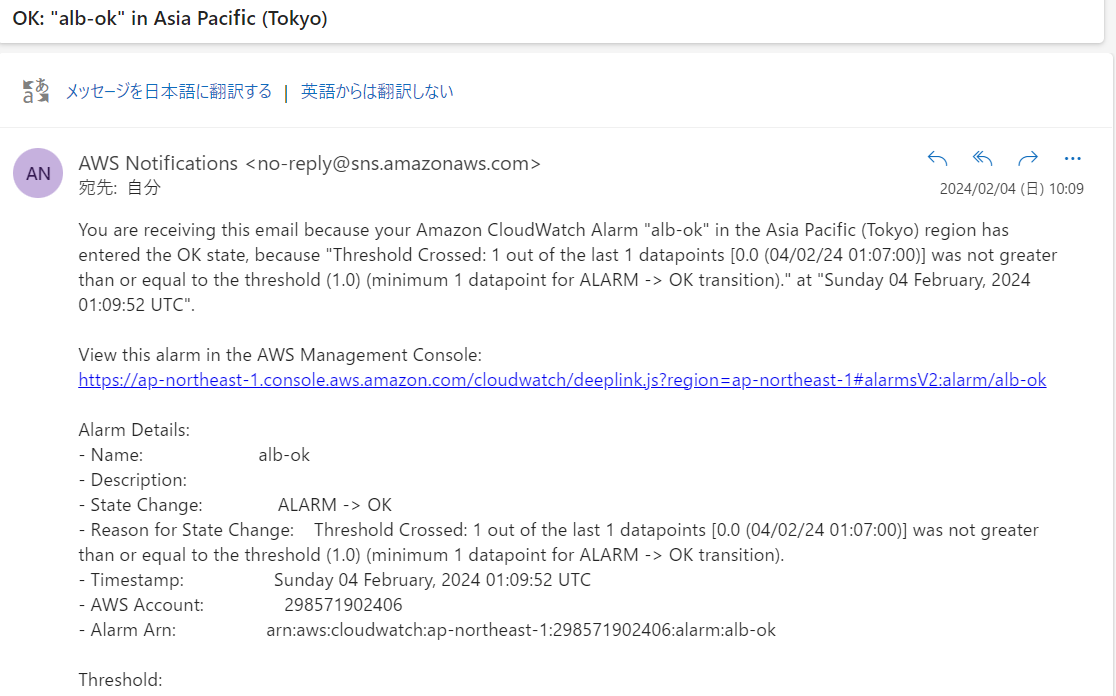 OK: "alb-ok" in Asia Pacific (Tokyo)
メッセージを日本語に翻訳する | 英語からは翻訳しない
AN
AWS Notifications <no-reply@sns.amazonaws.com>
宛先: 自分
2024/02/04 (日) 10:09
You are receiving this email because your Amazon CloudWatch Alarm "alb-ok" in the Asia Pacific (Tokyo) region has
entered the OK state, because "Threshold Crossed: 1 out of the last 1 datapoints [0.0 (04/02/24 01:07:00)] was not greater
than or equal to the threshold (1.0) (minimum 1 datapoint for ALARM -> OK transition)." at "Sunday 04 February, 2024
01:09:52 UTC".
View this alarm in the AWS Management Console:
https://ap-northeast-1.console.aws.amazon.com/cloudwatch/deeplink.js?region=ap-northeast-1#alarmsV2:alarm/alb-ok
Alarm Details:
- Name: alb-ok
- Description:
- State Change: ALARM -> OK
- Reason for State Change: Threshold Crossed: 1 out of the last 1 datapoints [0.0 (04/02/24 01:07:00)] was not greater
than or equal to the threshold (1.0) (minimum 1 datapoint for ALARM -> OK transition).
- Timestamp: Sunday 04 February, 2024 01:09:52 UTC
- AWS Account: 298571902406
- Alarm Arn: arn:aws:cloudwatch:ap-northeast-1:298571902406:alarm:alb-ok
Threshold: